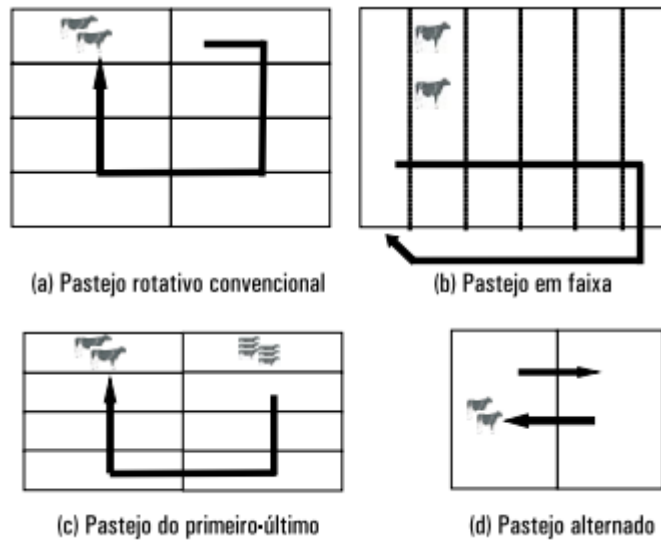 (a) Pastejo rotativo convencional
(b) Pastejo em faixa
(c) Pastejo do primeiro-último
(d) Pastejo alternado